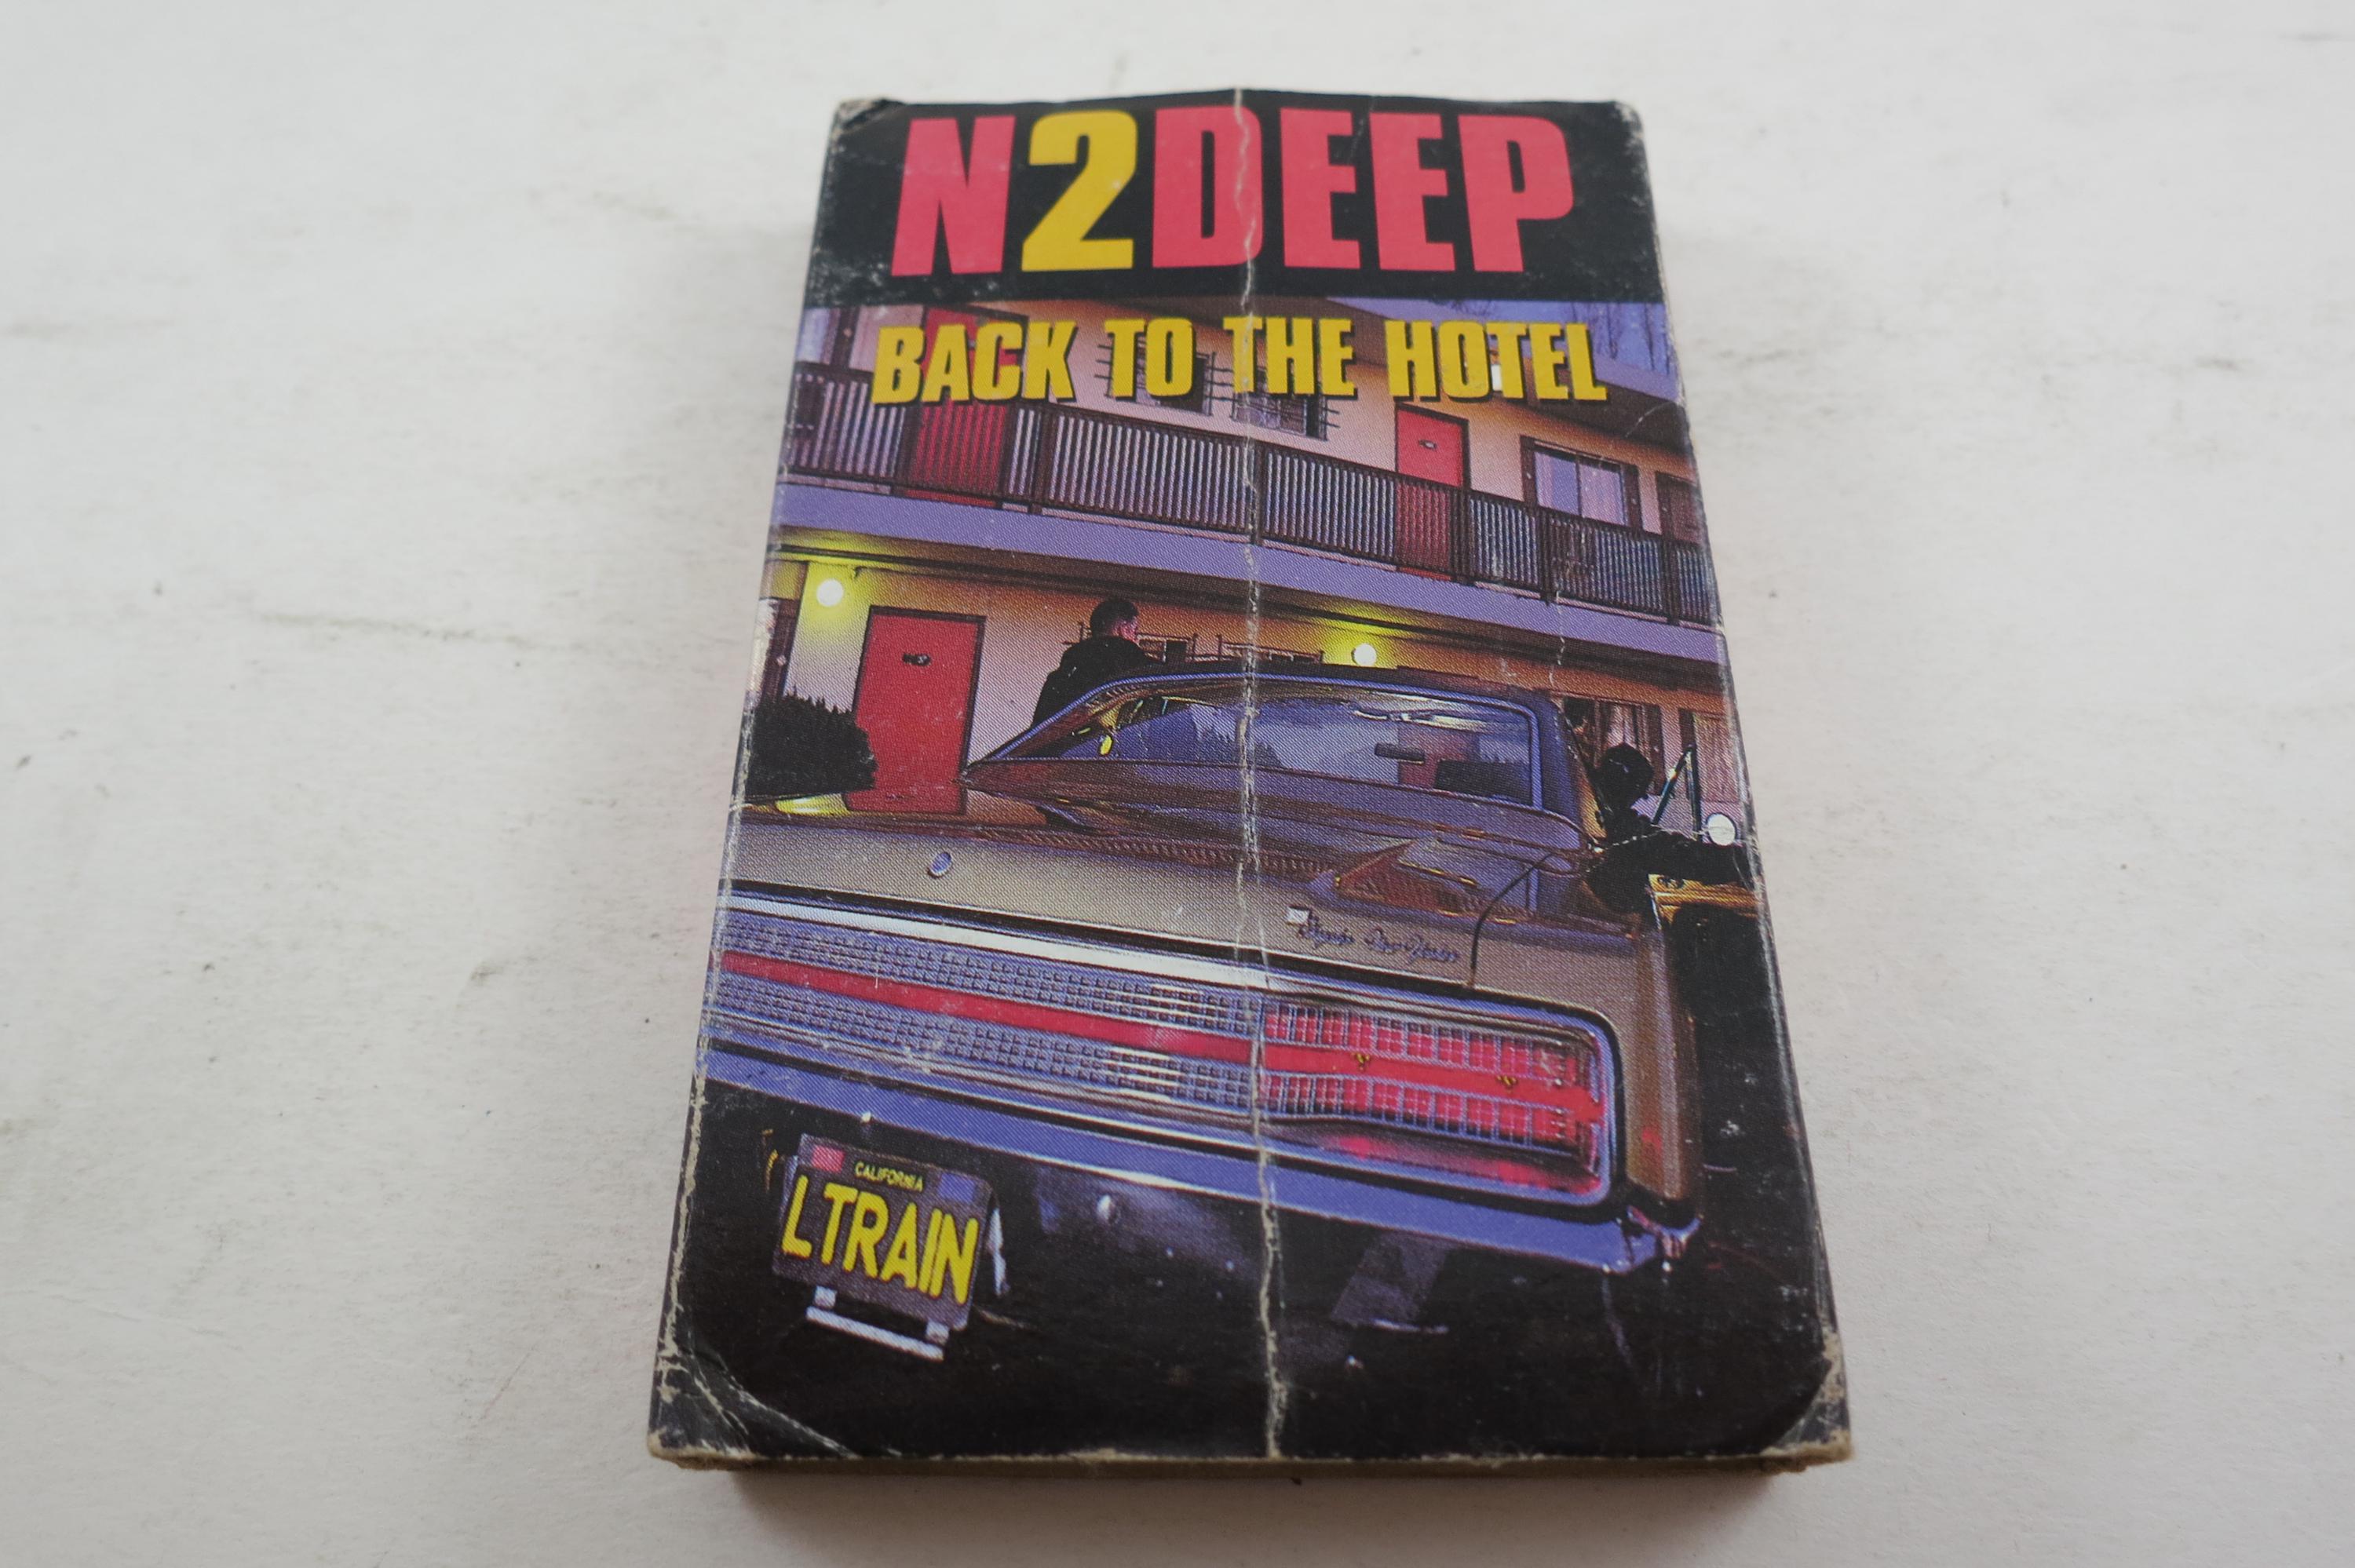 N2DEEP
BACK TO THE HOTEL
CALIFORNIA
LTRAIN